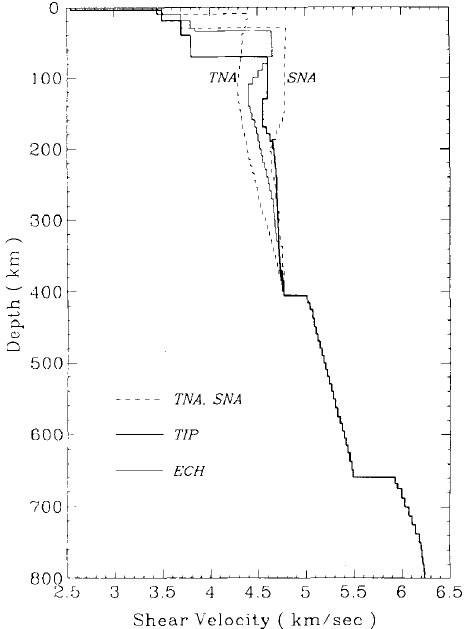 0
100
200
300
400
500
600
700
800
Depth ( km )
TNA
SNA
TNA, SNA
TIP
ECH
2.5 3 3.5 4 4.5 5 5.5 6 6.5
Shear Velocity ( km/sec )